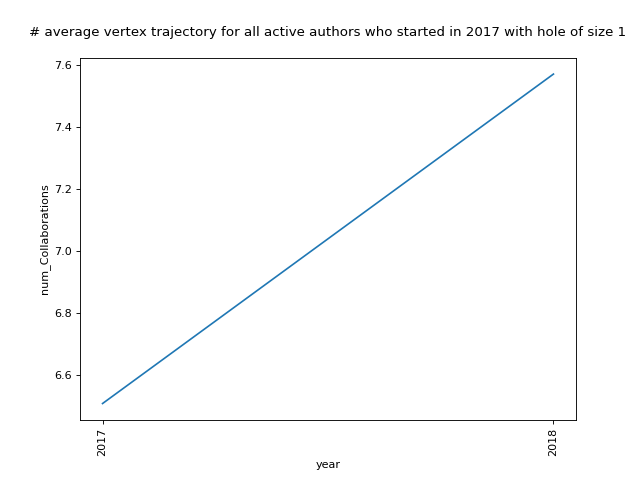 # average vertex trajectory for all active authors who started in 2017 with hole of size 1
7.6
7.4
7.2
7.0
6.8
6.6
num_Collaborations
2017
2018
year